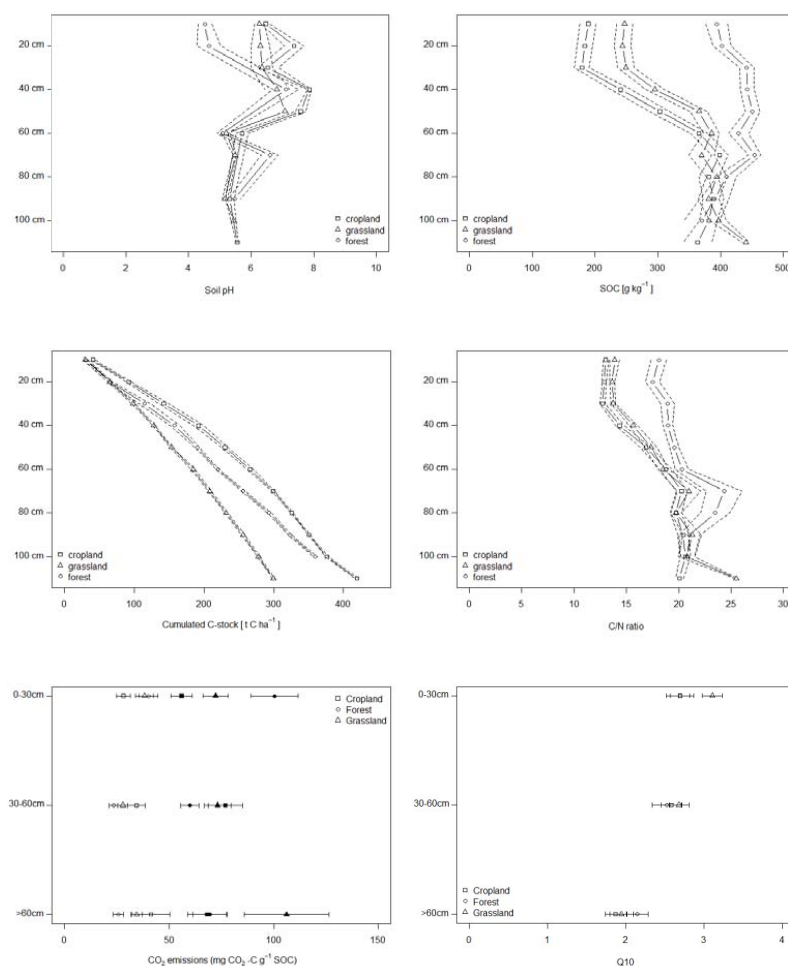 20 cm
40 cm
60 cm
80 cm
100 cm
cropland
grassland
forest
0 2 4 6 8 10
Soil pH
20 cm
40 cm
60 cm
80 cm
100 cm
cropland
grassland
forest
0 100 200 300 400 500
SOC [g kg⁻¹]
20 cm
40 cm
60 cm
80 cm
100 cm
cropland
grassland
forest
0 100 200 300 400
Cumulated C-stock [ t C ha⁻¹ ]
20 cm
40 cm
60 cm
80 cm
100 cm
cropland
grassland
forest
0 5 10 15 20 25 30
C/N ratio
0-30cm
30-60cm
>60cm
Cropland
Forest
Grassland
0 50 100 150
CO₂ emissions (mg CO₂ -C g⁻¹ SOC)
0-30cm
30-60cm
>60cm
Cropland
Forest
Grassland
0 1 2 3 4
Q10